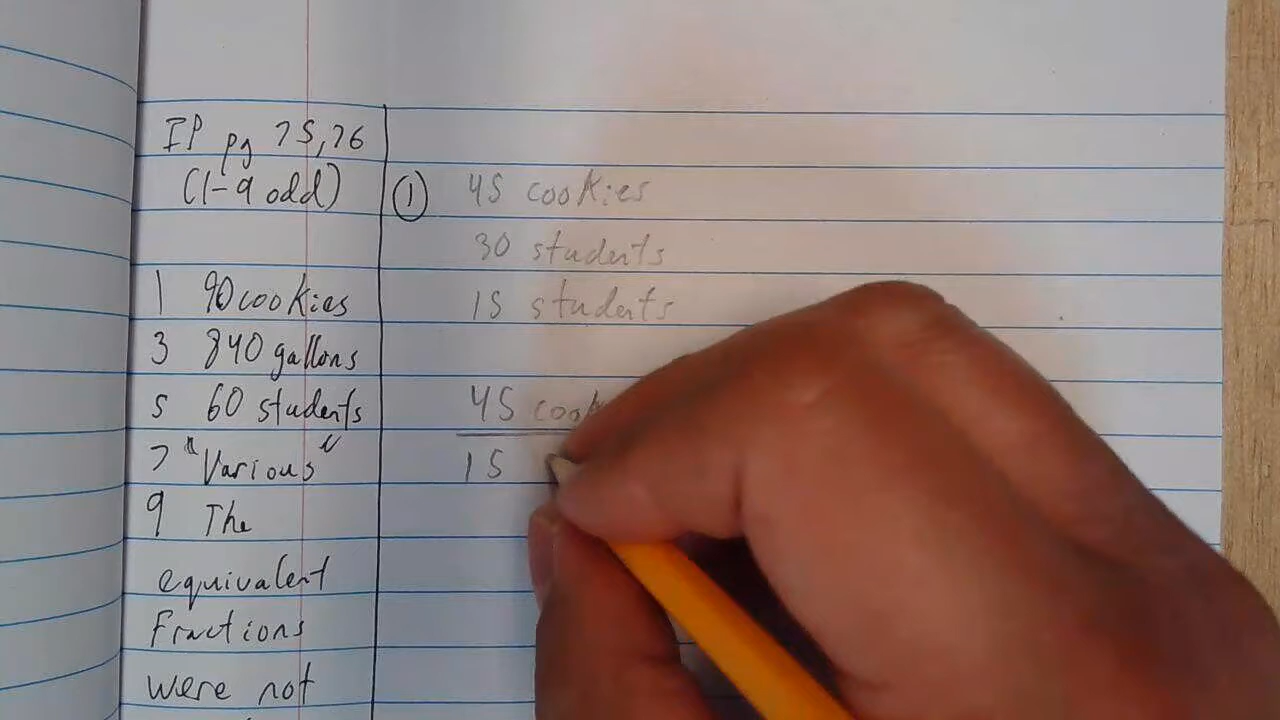 IP pg 75,76
(1-9 odd)
1 90 cookies
3 840 gallons
5 60 students
7 "Various"
9 The
equivalent
fractions
were not
① 45 cookies
30 students
15 students
45
15